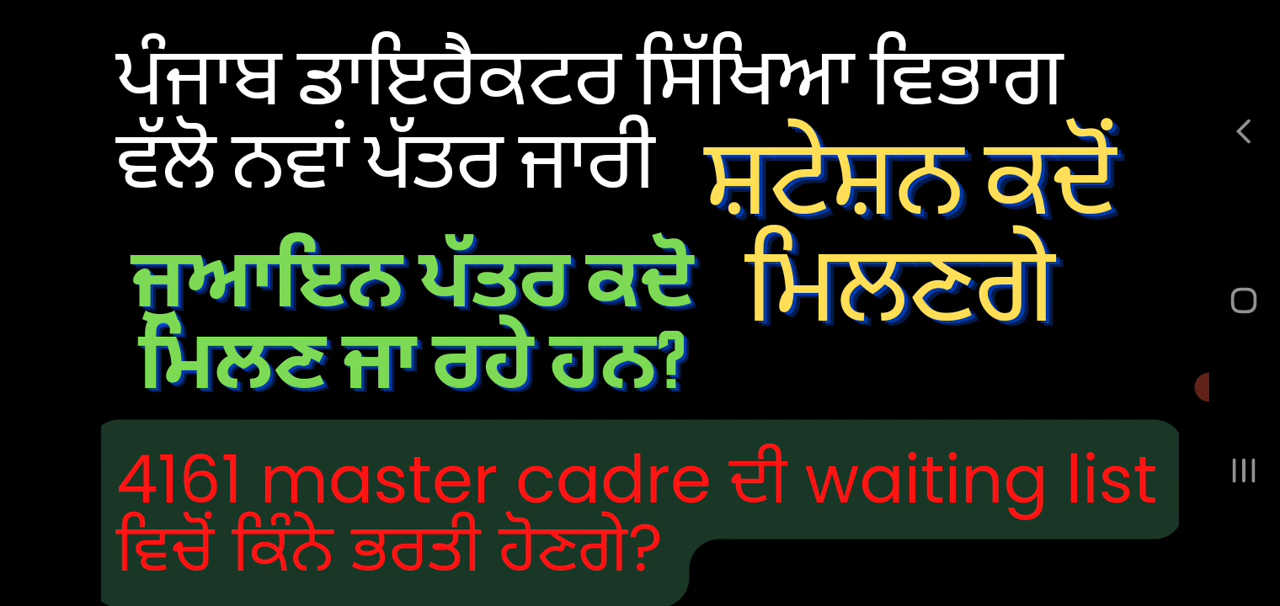 ਪੰਜਾਬ ਡਾਇਰੈਕਟਰ ਸਿੱਖਿਆ ਵਿਭਾਗ
ਵੱਲੋ ਨਵਾਂ ਪੱਤਰ ਜਾਰੀ
ਸ਼ਟੇਸ਼ਨ ਕਦੋਂ
ਮਿਲਣਗੇ
ਜੁਆਇਨ ਪੱਤਰ ਕਦੋ
ਮਿਲਣ ਜਾ ਰਹੇ ਹਨ?
4161 master cadre ਦੀ waiting list
ਵਿਚੋਂ ਕਿੰਨੇ ਭਰਤੀ ਹੋਣਗੇ?